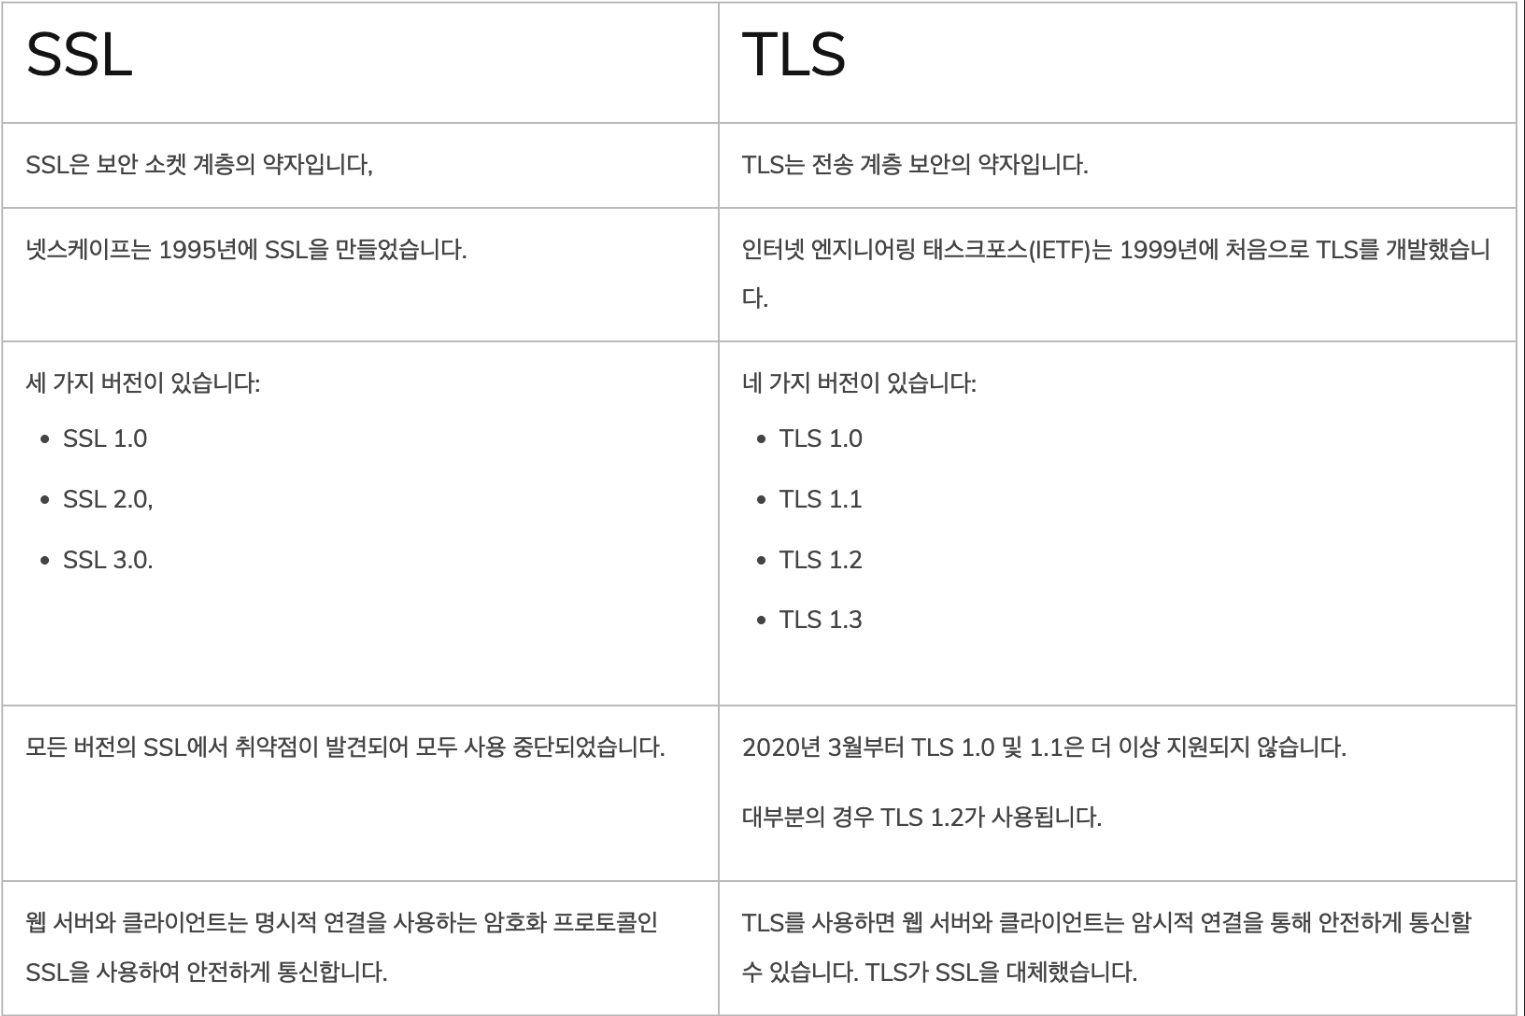 SSL
TLS
SSL은 보안 소켓 계층의 약자입니다,
TLS는 전송 계층 보안의 약자입니다.
넷스케이프는 1995년에 SSL을 만들었습니다.
인터넷 엔지니어링 태스크포스(IETF)는 1999년에 처음으로 TLS를 개발했습니
다.
세 가지 버전이 있습니다:
• SSL 1.0
• SSL 2.0,
• SSL 3.0.
네 가지 버전이 있습니다:
• TLS 1.0
• TLS 1.1
• TLS 1.2
• TLS 1.3
모든 버전의 SSL에서 취약점이 발견되어 모두 사용 중단되었습니다.
2020년 3월부터 TLS 1.0 및 1.1은 더 이상 지원되지 않습니다.
대부분의 경우 TLS 1.2가 사용됩니다.
웹 서버와 클라이언트는 명시적 연결을 사용하는 암호화 프로토콜인
SSL을 사용하여 안전하게 통신합니다.
TLS를 사용하면 웹 서버와 클라이언트는 암시적 연결을 통해 안전하게 통신할
수 있습니다. TLS가 SSL을 대체했습니다.